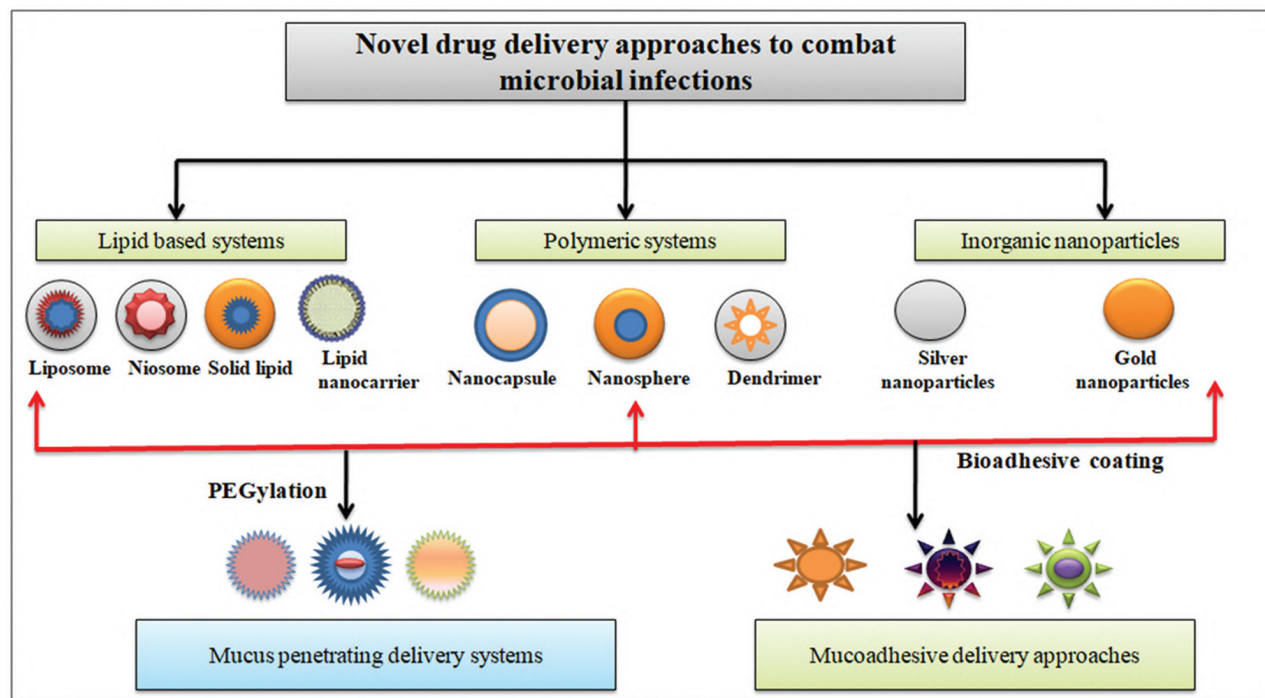 Novel drug delivery approaches to combat
microbial infections
Lipid based systems
Polymeric systems
Inorganic nanoparticles
Liposome
Niosome
Solid lipid
Lipid
nanocarrier
Nanocapsule
Nanosphere
Dendrimer
Silver
nanoparticles
Gold
nanoparticles
PEGylation
Bioadhesive coating
Mucus penetrating delivery systems
Mucoadhesive delivery approaches